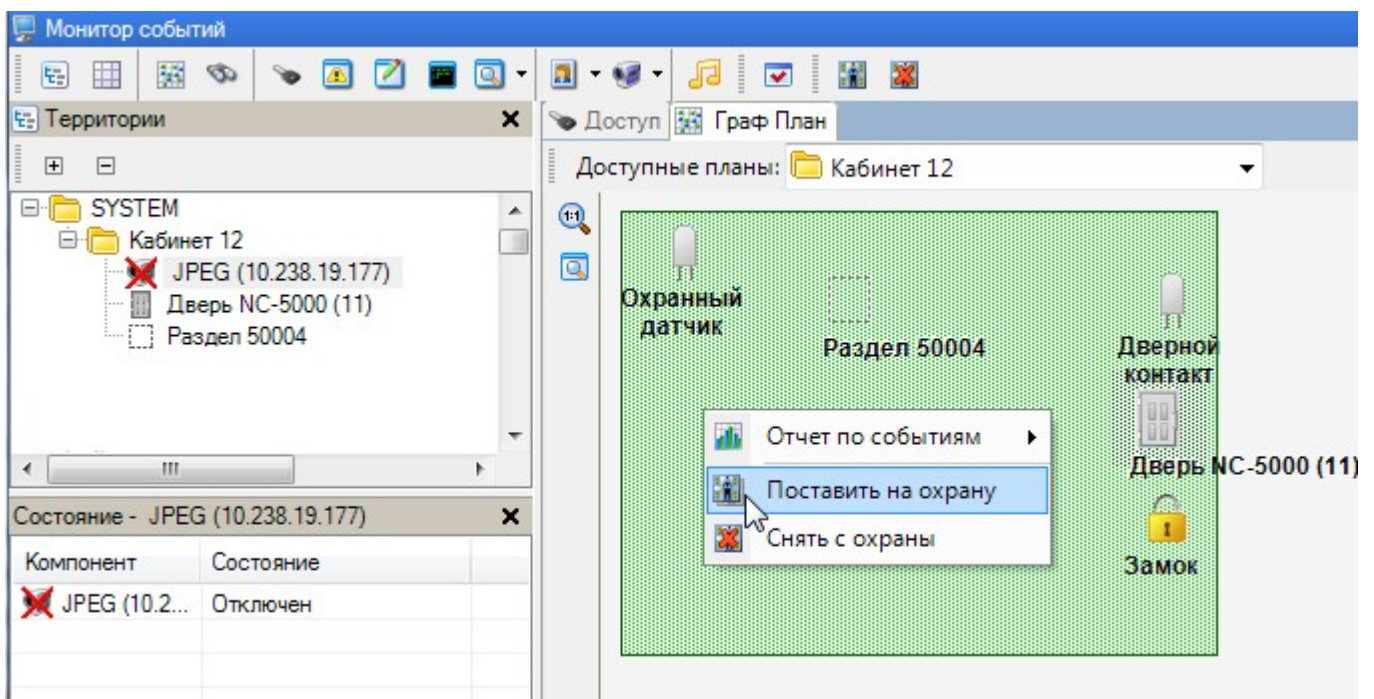 Монитор событий
Территории
Доступ
Граф План
Доступные планы:
Кабинет 12
SYSTEM
Кабинет 12
JPEG (10.238.19.177)
Дверь NC-5000 (11)
Раздел 50004
1:1
Охранный
датчик
Раздел 50004
Дверной
контакт
Дверь NC-5000 (11)
Замок
Отчет по событиям
Поставить на охрану
Снять с охраны
Состояние - JPEG (10.238.19.177)
Компонент Состояние
JPEG (10.2... Отключен